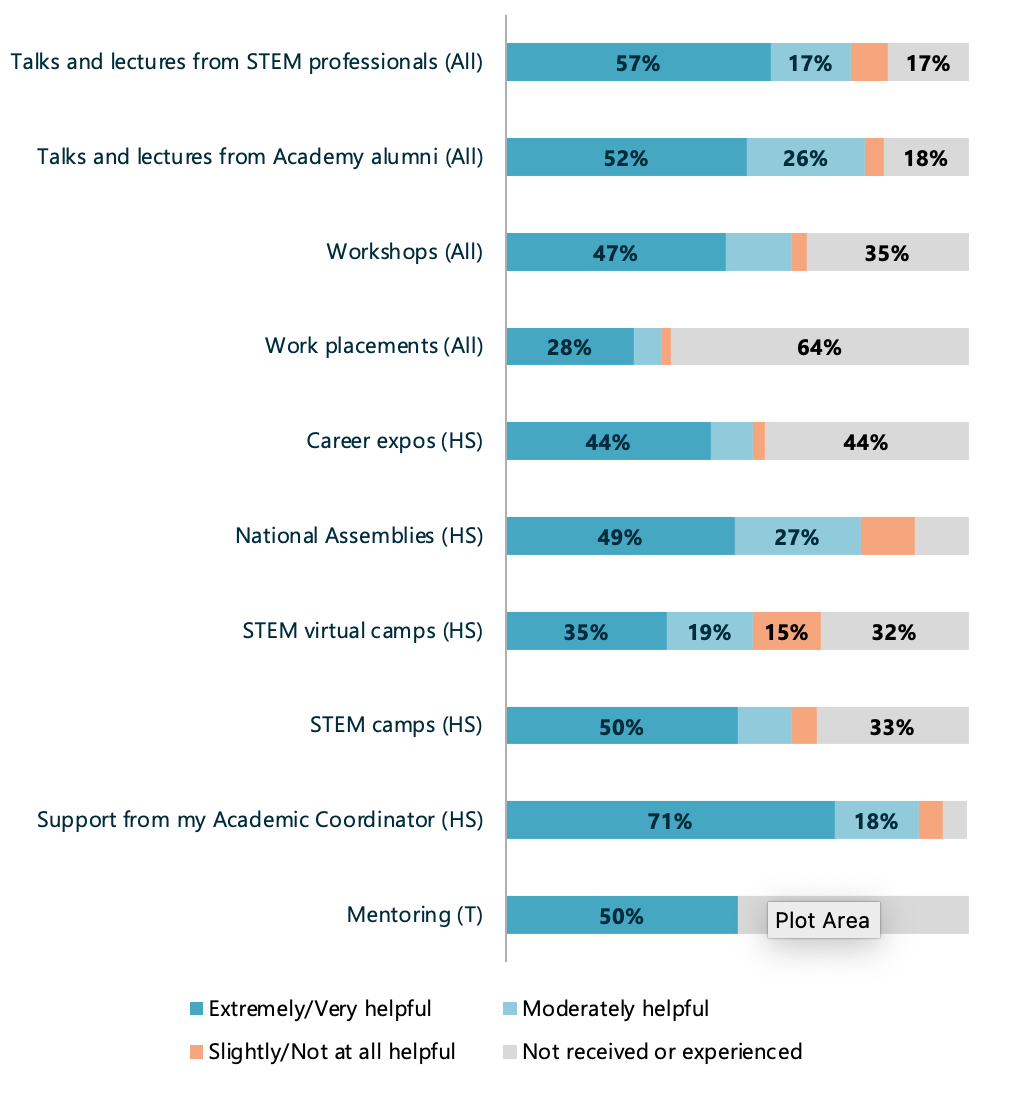 Talks and lectures from STEM professionals (All) 57% 17% 17%
Talks and lectures from Academy alumni (All) 52% 26% 18%
Workshops (All) 47% 35%
Work placements (All) 28% 64%
Career expos (HS) 44% 44%
National Assemblies (HS) 49% 27%
STEM virtual camps (HS) 35% 19% 15% 32%
STEM camps (HS) 50% 33%
Support from my Academic Coordinator (HS) 71% 18%
Mentoring (T) 50% Plot Area
Extremely/Very helpful Moderately helpful
Slightly/Not at all helpful Not received or experienced